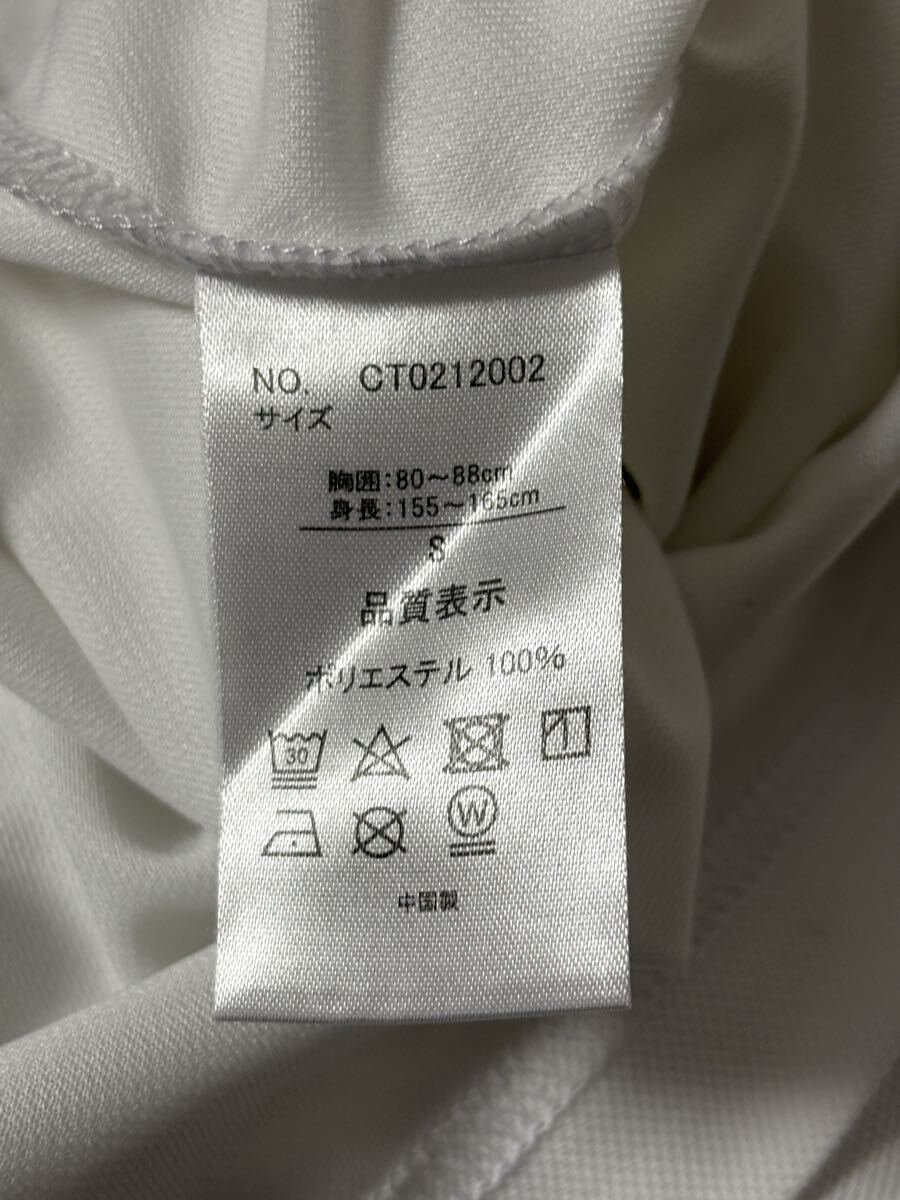 NO. CT0212002
サイズ
胸囲:80～88cm
身長:155～165cm
S
品質表示
ポリエステル 100%
30
W
中国製